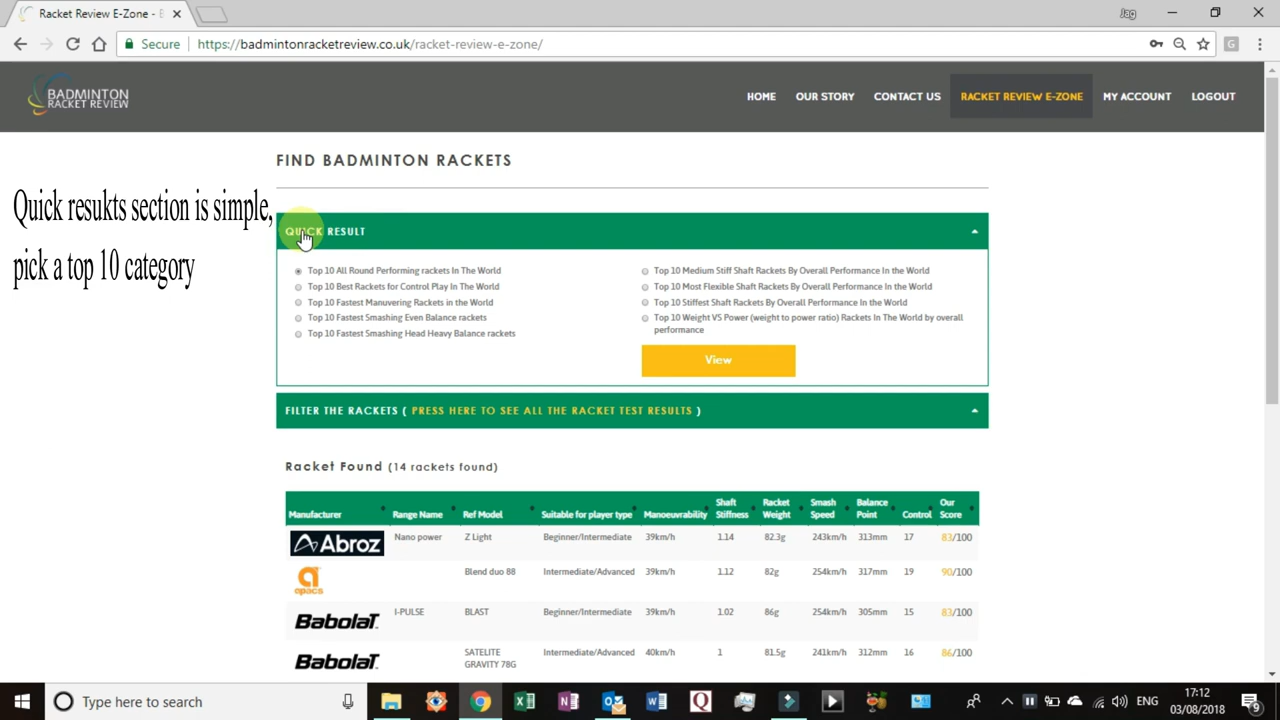 Racket Review E-Zone - B
Jag
Secure
https://badmintonracketreview.co.uk/racket-review-e-zone/
BADMINTON
RACKET REVIEW
HOME OUR STORY CONTACT US RACKET REVIEW E-ZONE MY ACCOUNT LOGOUT
FIND BADMINTON RACKETS
Quick resukts section is simple,
pick a top 10 category
QUICK RESULT
Top 10 All Round Performing rackets In The World
Top 10 Best Rackets for Control Play In The World
Top 10 Fastest Manuvering Rackets in the World
Top 10 Fastest Smashing Even Balance rackets
Top 10 Fastest Smashing Head Heavy Balance rackets
Top 10 Medium Stiff Shaft Rackets By Overall Performance In the World
Top 10 Most Flexible Shaft Rackets By Overall Performance In the World
Top 10 Stiffest Shaft Rackets By Overall Performance In the World
Top 10 Weight VS Power (weight to power ratio) Rackets In The World by overall
performance
View
FILTER THE RACKETS ( PRESS HERE TO SEE ALL THE RACKET TEST RESULTS )
Racket Found (14 rackets found)
Manufacturer Range Name Ref Model Suitable for player type Manoeuvrability Shaft Stiffness Racket Weight Smash Speed Balance Point Control Our Score
Abroz Nano power Z Light Beginner/Intermediate 39km/h 1.14 82.3g 243km/h 313mm 17 83/100
apacs Blend duo 88 Intermediate/Advanced 39km/h 1.12 82g 254km/h 317mm 19 90/100
BabolaT I-PULSE BLAST Beginner/Intermediate 39km/h 1.02 86g 254km/h 305mm 15 83/100
BabolaT SATELITE GRAVITY 78G Intermediate/Advanced 40km/h 1 81.5g 241km/h 312mm 16 86/100
Type here to search
ENG
17:12
03/08/2018